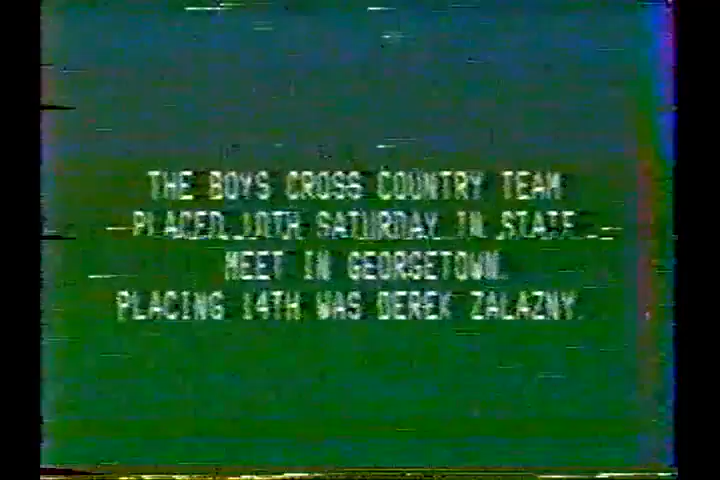 THE BOYS CROSS COUNTRY TEAM
PLACED 10TH SATURDAY IN STATE
MEET IN GEORGETOWN.
PLACING 14TH WAS DEREK ZALAZNY.